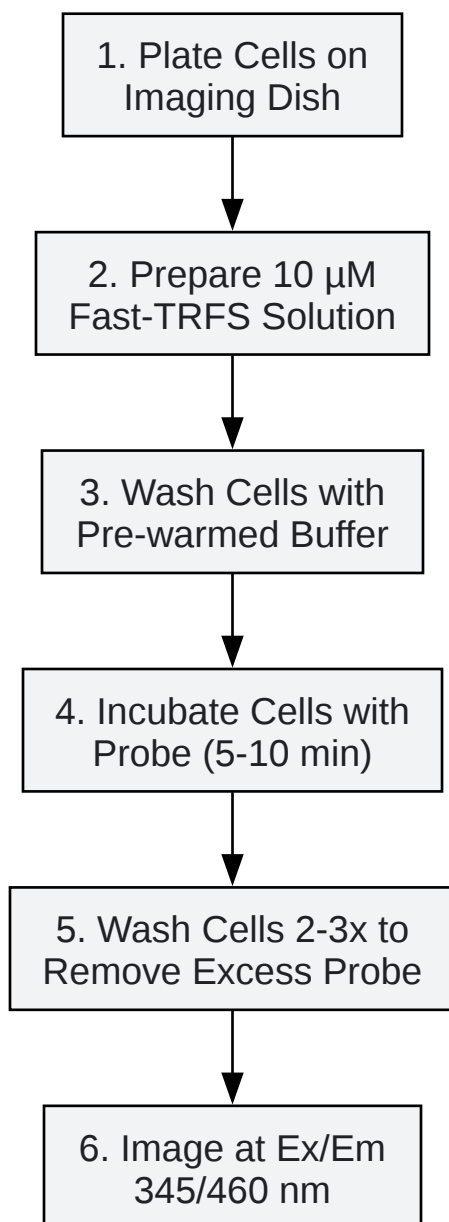 1. Plate Cells on
Imaging Dish
2. Prepare 10 µM
Fast-TRFS Solution
3. Wash Cells with
Pre-warmed Buffer
4. Incubate Cells with
Probe (5-10 min)
5. Wash Cells 2-3x to
Remove Excess Probe
6. Image at Ex/Em
345/460 nm